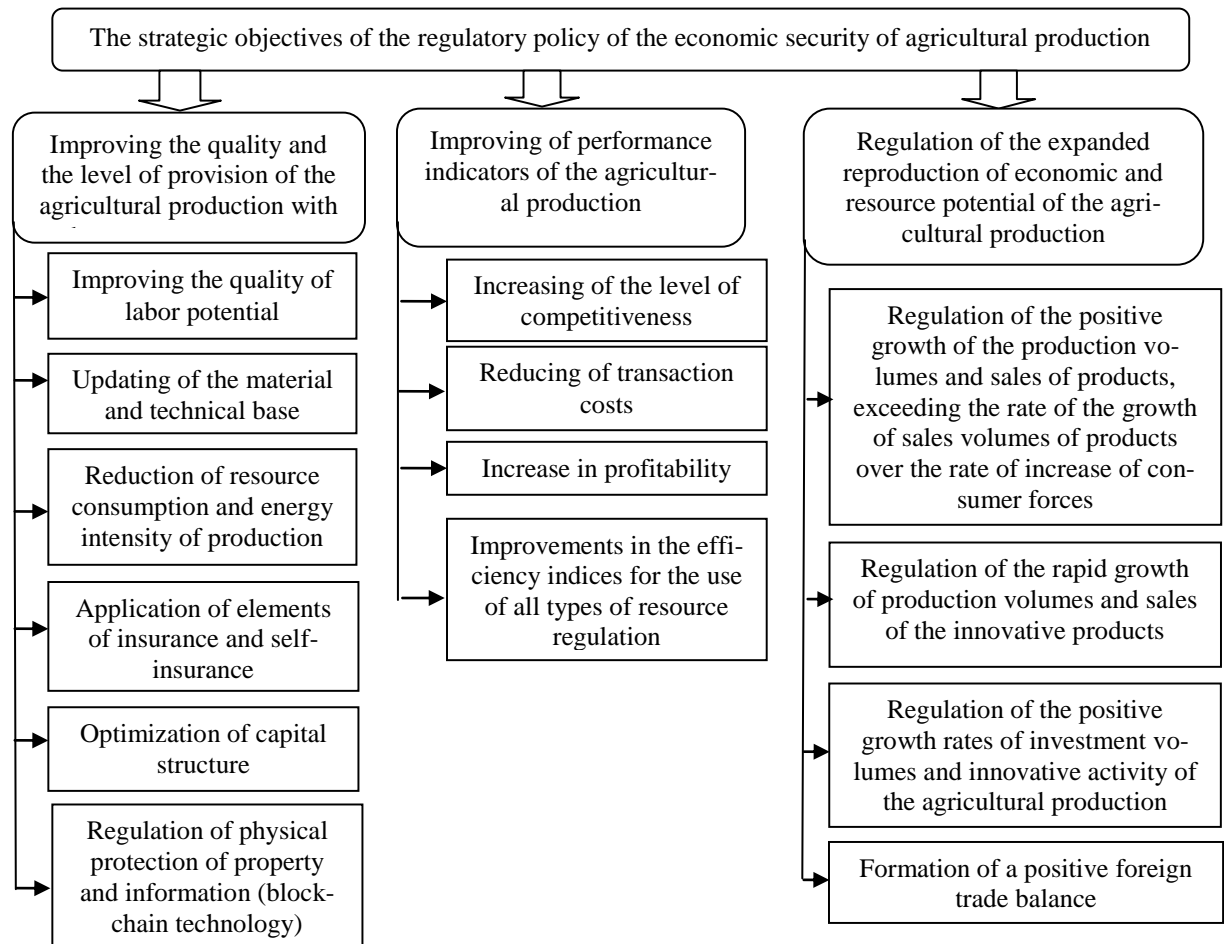 The strategic objectives of the regulatory policy of the economic security of agricultural production
Improving the quality and
the level of provision of the
agricultural production with
Improving the quality of
labor potential
Updating of the material
and technical base
Reduction of resource
consumption and energy
intensity of production
Application of elements
of insurance and self-
insurance
Optimization of capital
structure
Regulation of physical
protection of property
and information (block-
chain technology)
Improving of performance
indicators of the agricultur-
al production
Increasing of the level of
competitiveness
Reducing of transaction
costs
Increase in profitability
Improvements in the effi-
ciency indices for the use
of all types of resource
regulation
Regulation of the expanded
reproduction of economic and
resource potential of the agri-
cultural production
Regulation of the positive
growth of the production vo-
lumes and sales of products,
exceeding the rate of the growth
of sales volumes of products
over the rate of increase of con-
sumer forces
Regulation of the rapid growth
of production volumes and sales
of the innovative products
Regulation of the positive
growth rates of investment vo-
lumes and innovative activity of
the agricultural production
Formation of a positive foreign
trade balance